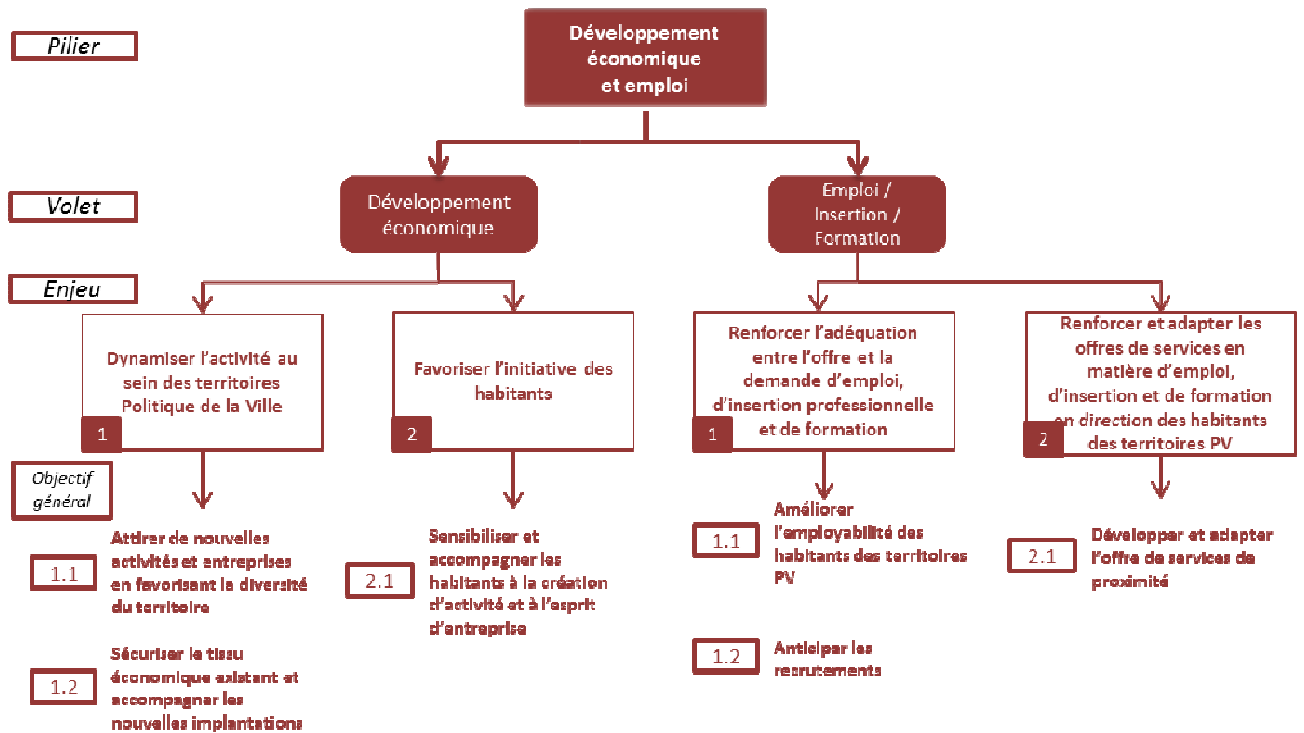 Pilier
Développement
économique
et emploi
Volet
Développement
économique
Emploi /
Insertion /
Formation
Enjeu
Dynamiser l'activité au
sein des territoires
Politique de la Ville
1
Favoriser l'initiative des
habitants
2
Renforcer l'adéquation
entre l'offre et la
demande d'emploi,
d'insertion professionnelle
et de formation
1
Renforcer et adapter les
offres de services en
matière d'emploi,
d'insertion et de formation
en direction des habitants
des territoires PV
2
Objectif
général
1.1
Attirer de nouvelles
activités et entreprises
en favorisant la diversité
du territoire
1.2
Sécuriser le tissu
économique existant et
accompagner les
nouvelles implantations
2.1
Sensibiliser et
accompagner les
habitants à la création
d'activité et à l'esprit
d'entreprise
1.1
Améliorer
l'employabilité des
habitants des territoires
PV
1.2
Anticiper les
recrutements
2.1
Développer et adapter
l'offre de services de
proximité